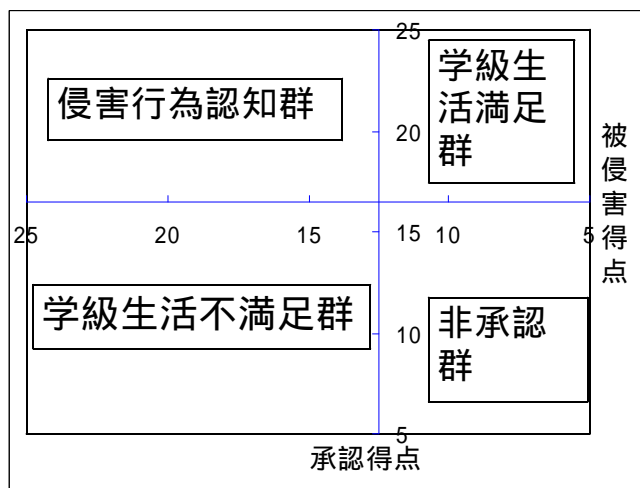 25
侵害行為認知群
学級生
活満足
群
20
被侵害得点
25
20
15
15
10
5
学級生活不満足群
10
非承認
群
5
承認得点